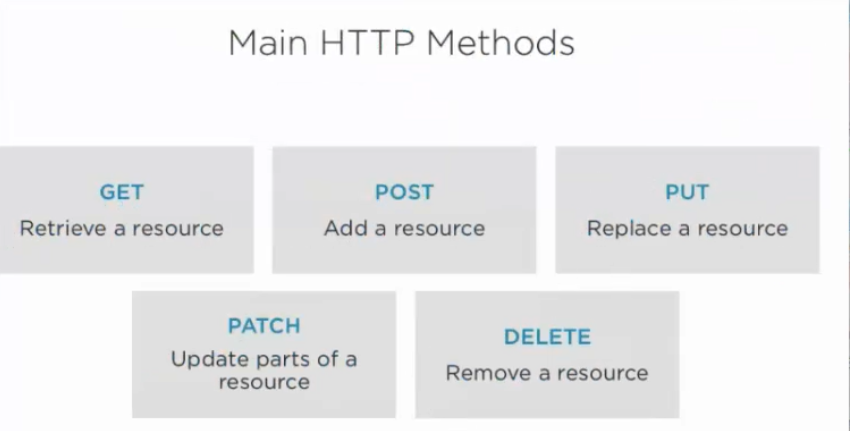 Main HTTP Methods
GET
Retrieve a resource
POST
Add a resource
PUT
Replace a resource
PATCH
Update parts of a
resource
DELETE
Remove a resource